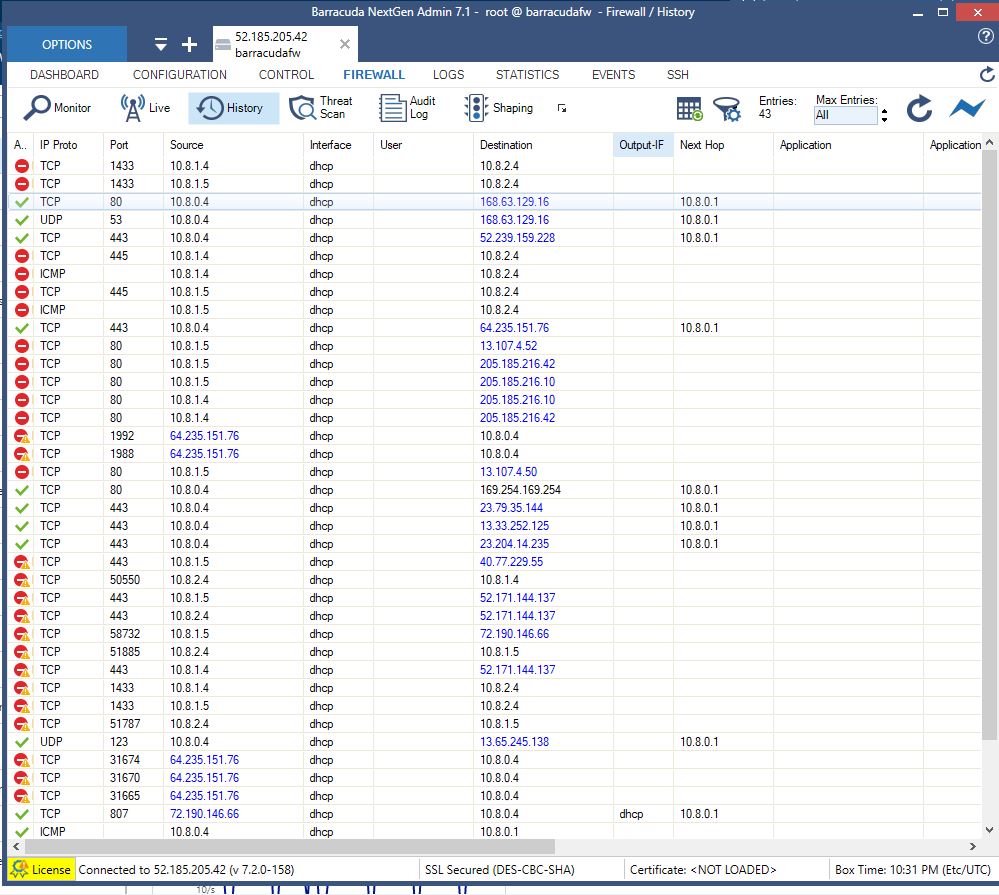 Barracuda NextGen Admin 7.1 - root @ barracudafw - Firewall / History
OPTIONS
52.185.205.42
barracudafw
DASHBOARD CONFIGURATION CONTROL FIREWALL LOGS STATISTICS EVENTS SSH
Monitor Live History Threat Scan Audit Log Shaping Entries: 43 Max Entries: All
A.. IP Proto Port Source Interface User Destination Output-IF Next Hop Application Application
TCP 1433 10.8.1.4 dhcp 10.8.2.4
TCP 1433 10.8.1.5 dhcp 10.8.2.4
TCP 80 10.8.0.4 dhcp 168.63.129.16 10.8.0.1
UDP 53 10.8.0.4 dhcp 168.63.129.16 10.8.0.1
TCP 443 10.8.0.4 dhcp 52.239.159.228 10.8.0.1
TCP 445 10.8.1.4 dhcp 10.8.2.4
ICMP 10.8.1.4 dhcp 10.8.2.4
TCP 445 10.8.1.5 dhcp 10.8.2.4
ICMP 10.8.1.5 dhcp 10.8.2.4
TCP 443 10.8.0.4 dhcp 64.235.151.76 10.8.0.1
TCP 80 10.8.1.5 dhcp 13.107.4.52
TCP 80 10.8.1.5 dhcp 205.185.216.42
TCP 80 10.8.1.5 dhcp 205.185.216.10
TCP 80 10.8.1.4 dhcp 205.185.216.10
TCP 80 10.8.1.4 dhcp 205.185.216.42
TCP 1992 64.235.151.76 dhcp 10.8.0.4
TCP 1988 64.235.151.76 dhcp 10.8.0.4
TCP 80 10.8.1.5 dhcp 13.107.4.50
TCP 80 10.8.0.4 dhcp 169.254.169.254 10.8.0.1
TCP 443 10.8.0.4 dhcp 23.79.35.144 10.8.0.1
TCP 443 10.8.0.4 dhcp 13.33.252.125 10.8.0.1
TCP 443 10.8.0.4 dhcp 23.204.14.235 10.8.0.1
TCP 443 10.8.1.5 dhcp 40.77.229.55
TCP 50550 10.8.2.4 dhcp 10.8.1.4
TCP 443 10.8.1.5 dhcp 52.171.144.137
TCP 443 10.8.2.4 dhcp 52.171.144.137
TCP 58732 10.8.1.5 dhcp 72.190.146.66
TCP 51885 10.8.2.4 dhcp 10.8.1.5
TCP 443 10.8.1.4 dhcp 52.171.144.137
TCP 1433 10.8.1.4 dhcp 10.8.2.4
TCP 1433 10.8.1.5 dhcp 10.8.2.4
TCP 51787 10.8.2.4 dhcp 10.8.1.5
UDP 123 10.8.0.4 dhcp 13.65.245.138 10.8.0.1
TCP 31674 64.235.151.76 dhcp 10.8.0.4
TCP 31670 64.235.151.76 dhcp 10.8.0.4
TCP 31665 64.235.151.76 dhcp 10.8.0.4
TCP 807 72.190.146.66 dhcp 10.8.0.4 dhcp 10.8.0.1
ICMP 10.8.0.4 dhcp 10.8.0.1
License Connected to 52.185.205.42 (v 7.2.0-158) SSL Secured (DES-CBC-SHA) Certificate: <NOT LOADED> Box Time: 10:31 PM (Etc/UTC)
10/s